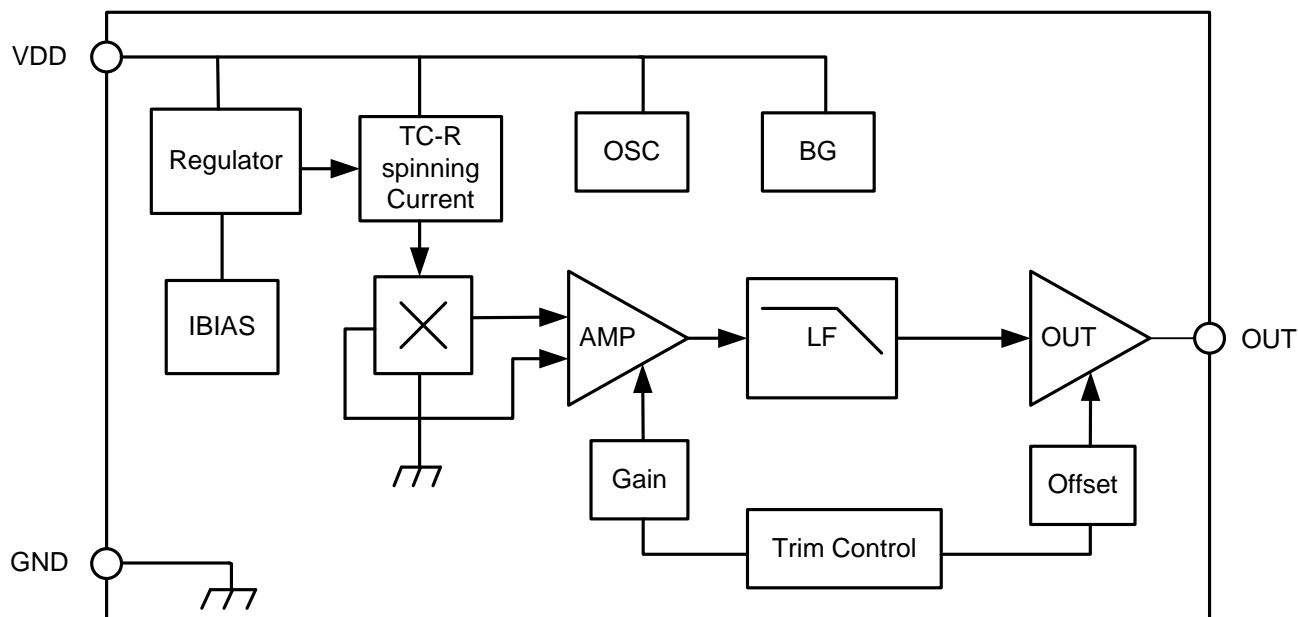 VDD
Regulator
TC-R
spinning
Current
OSC
BG
IBIAS
AMP
LF
OUT
OUT
Gain
Offset
Trim Control
GND